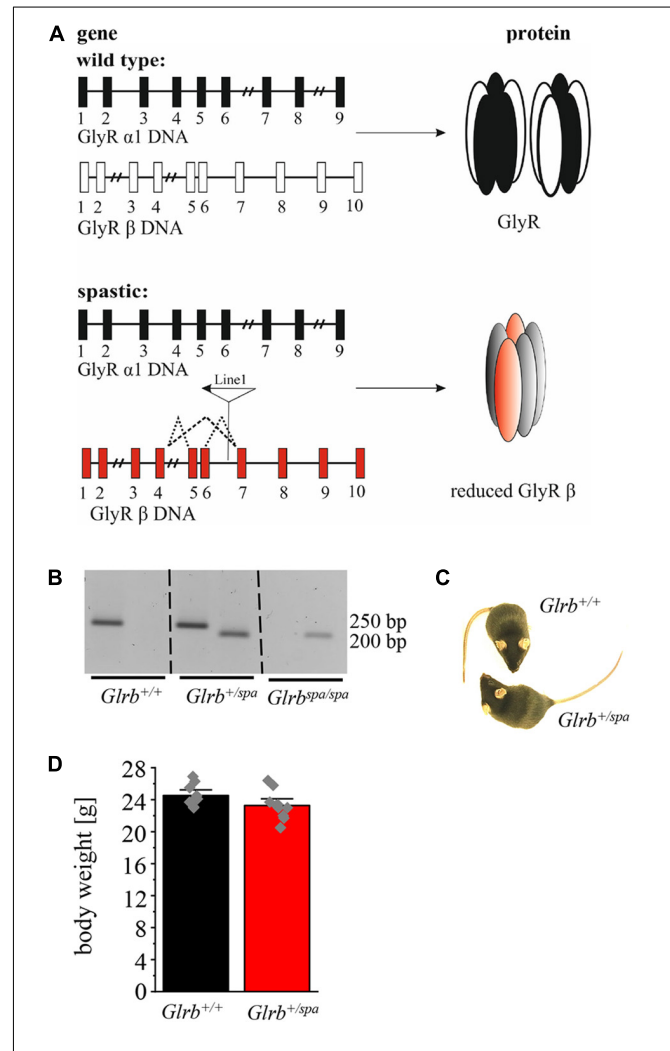 A gene protein
wild type:
1 2 3 4 5 6 7 8 9
GlyR α1 DNA
1 2 3 4 5 6 7 8 9 10
GlyR β DNA
GlyR
spastic:
1 2 3 4 5 6 7 8 9
GlyR α1 DNA
Line1
1 2 3 4 5 6 7 8 9 10
GlyR β DNA
reduced GlyR β
B
250 bp
200 bp
Glrb+/+ Glrb+/spa Glrbspa/spa
C
Glrb+/+
Glrb+/spa
D
body weight [g]
28
24
22
16
12
8
4
0
Glrb+/+ Glrb+/spa